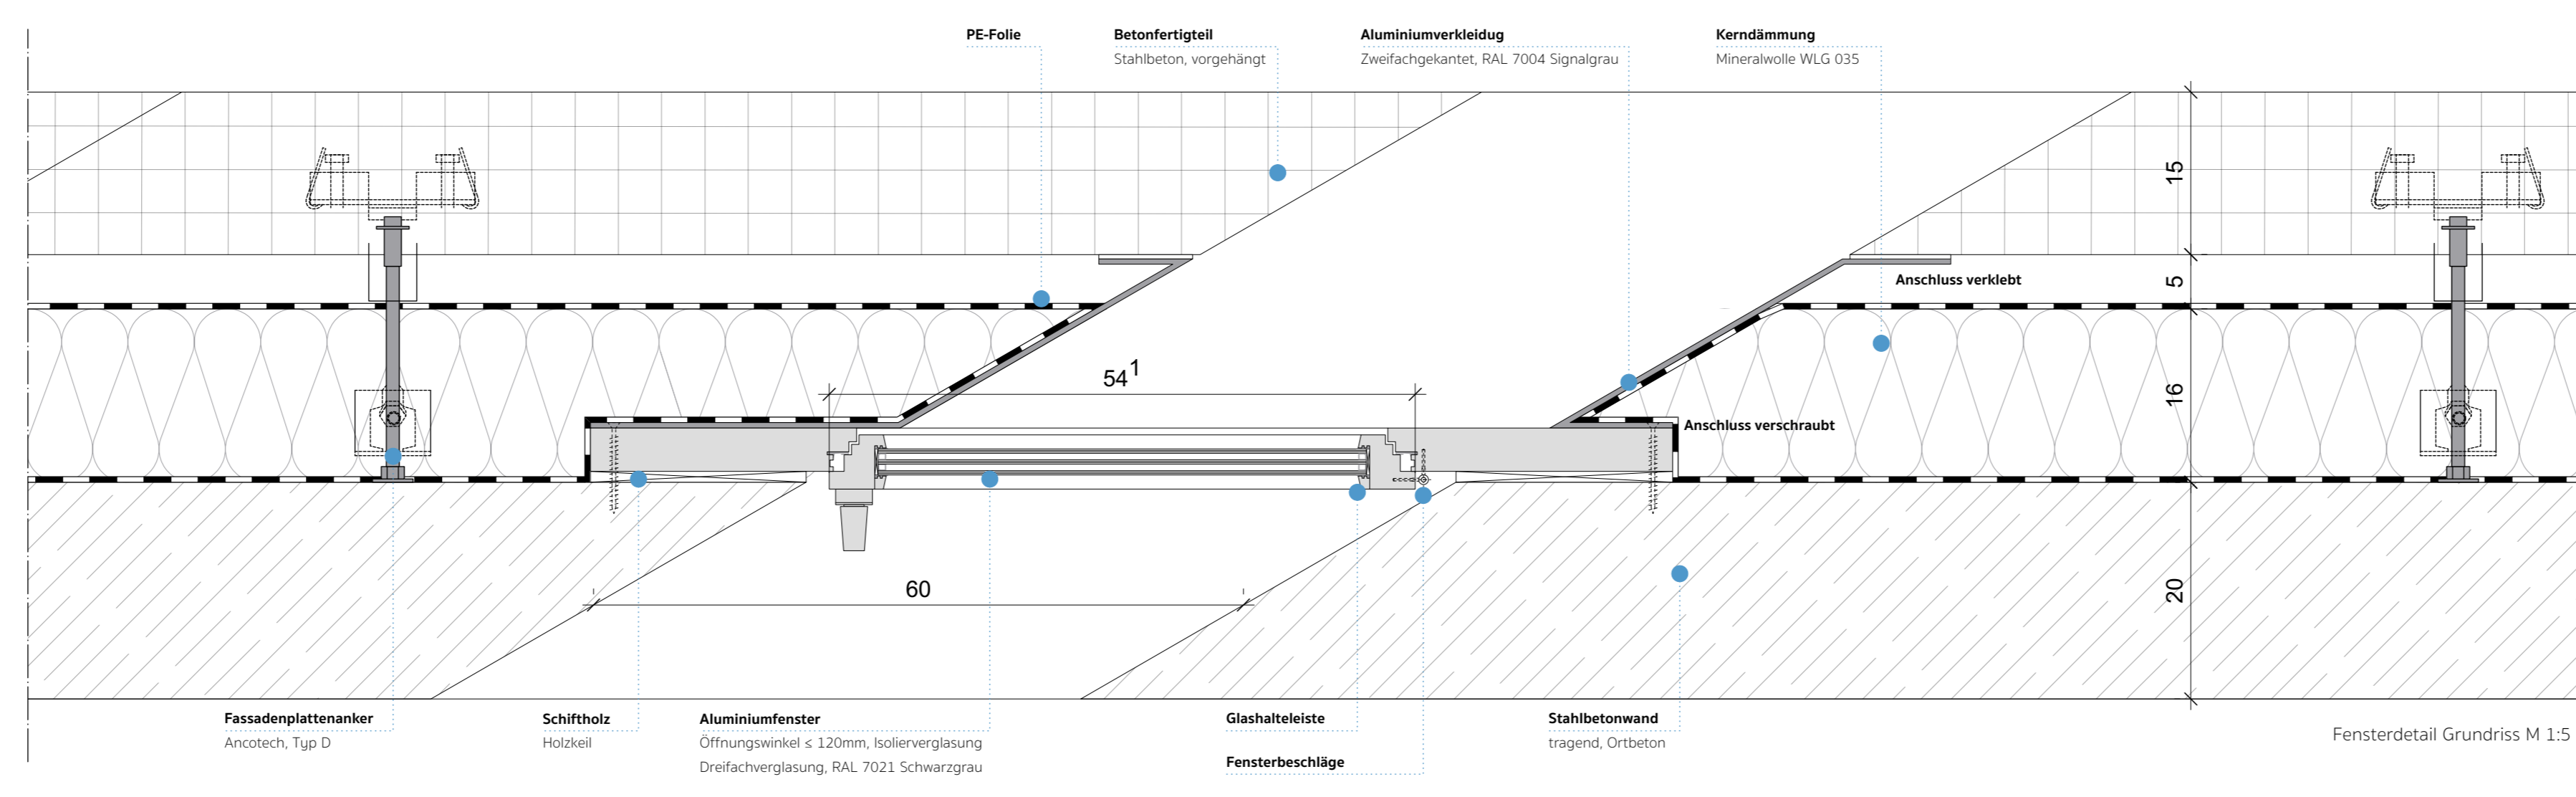 PE-Folie
Betonfertigteil
Stahlbeton, vorgehängt
Aluminiumverkleidug
Zweifachgekantet, RAL 7004 Signalgrau
Kerndämmung
Mineralwolle WLG 035
15
5
Anschluss verklebt
16
54¹
Anschluss verschraubt
60
20
Fassadenplattenanker
Ancotech, Typ D
Schiftholz
Holzkeil
Aluminiumfenster
Öffnungswinkel ≤ 120mm, Isolierverglasung
Dreifachverglasung, RAL 7021 Schwarzgrau
Glashalteleiste
Fensterbeschläge
Stahlbetonwand
tragend, Ortbeton
Fensterdetail Grundriss M 1:5